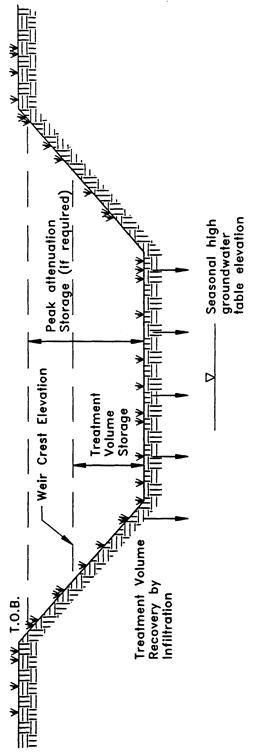 T.O.B.
Weir Crest Elevation
Peak attenuation
Storage (if required)
Treatment
Volume
Storage
Treatment Volume
Recovery by
Infiltration
Seasonal high
groundwater
table elevation